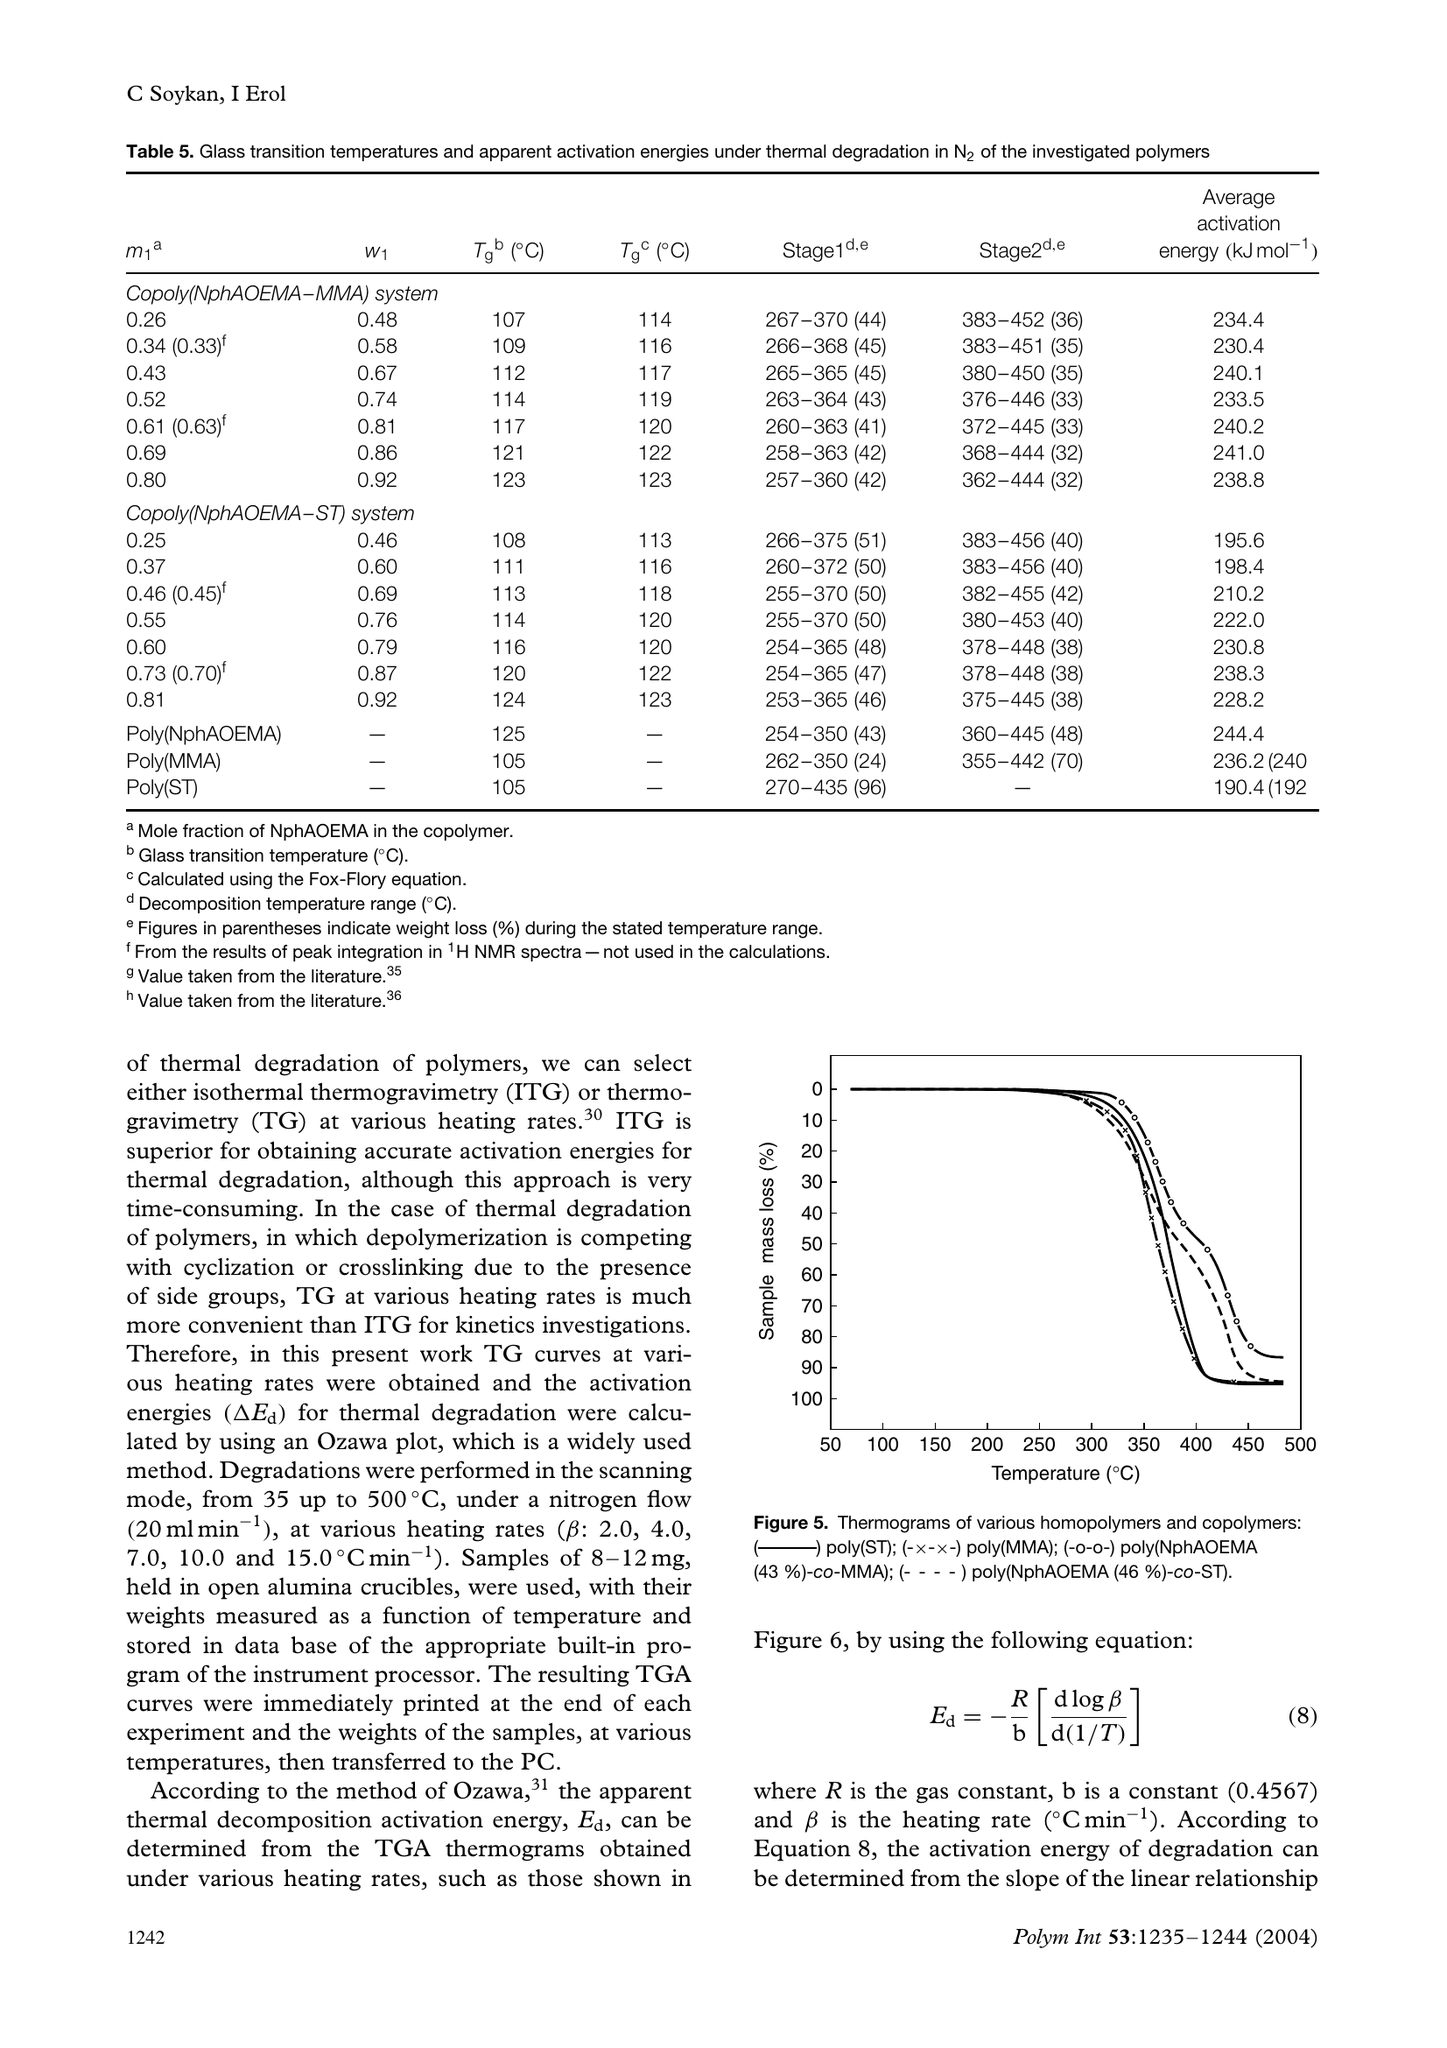 C Soykan, I Erol
Table 5. Glass transition temperatures and apparent activation energies under thermal degradation in N2 of the investigated polymers
Average
activation
m1a w1 Tgb (°C) Tgc (°C) Stage1d,e Stage2d,e energy (kJ mol−1)
Copoly(NphAOEMA–MMA) system
0.26 0.48 107 114 267–370 (44) 383–452 (36) 234.4
0.34 (0.33)f 0.58 109 116 266–368 (45) 383–451 (35) 230.4
0.43 0.67 112 117 265–365 (45) 380–450 (35) 240.1
0.52 0.74 114 119 263–364 (43) 376–446 (33) 233.5
0.61 (0.63)f 0.81 117 120 260–363 (41) 372–445 (33) 240.2
0.69 0.86 121 122 258–363 (42) 368–444 (32) 241.0
0.80 0.92 123 123 257–360 (42) 362–444 (32) 238.8
Copoly(NphAOEMA–ST) system
0.25 0.46 108 113 266–375 (51) 383–456 (40) 195.6
0.37 0.60 111 116 260–372 (50) 383–456 (40) 198.4
0.46 (0.45)f 0.69 113 118 255–370 (50) 382–455 (42) 210.2
0.55 0.76 114 120 255–370 (50) 380–453 (40) 222.0
0.60 0.79 116 120 254–365 (48) 378–448 (38) 230.8
0.73 (0.70)f 0.87 120 122 254–365 (47) 378–448 (38) 238.3
0.81 0.92 124 123 253–365 (46) 375–445 (38) 228.2
Poly(NphAOEMA) — 125 — 254–350 (43) 360–445 (48) 244.4
Poly(MMA) — 105 — 262–350 (24) 355–442 (70) 236.2 (240
Poly(ST) — 105 — 270–435 (96) — 190.4 (192
a Mole fraction of NphAOEMA in the copolymer.
b Glass transition temperature (°C).
c Calculated using the Fox-Flory equation.
d Decomposition temperature range (°C).
e Figures in parentheses indicate weight loss (%) during the stated temperature range.
f From the results of peak integration in 1H NMR spectra — not used in the calculations.
g Value taken from the literature.35
h Value taken from the literature.36
of thermal degradation of polymers, we can select
either isothermal thermogravimetry (ITG) or thermo-
gravimetry (TG) at various heating rates.30 ITG is
superior for obtaining accurate activation energies for
thermal degradation, although this approach is very
time-consuming. In the case of thermal degradation
of polymers, in which depolymerization is competing
with cyclization or crosslinking due to the presence
of side groups, TG at various heating rates is much
more convenient than ITG for kinetics investigations.
Therefore, in this present work TG curves at vari-
ous heating rates were obtained and the activation
energies (ΔEd) for thermal degradation were calcu-
lated by using an Ozawa plot, which is a widely used
method. Degradations were performed in the scanning
mode, from 35 up to 500 °C, under a nitrogen flow
(20 ml min−1), at various heating rates (β: 2.0, 4.0,
7.0, 10.0 and 15.0 °C min−1). Samples of 8–12 mg,
held in open alumina crucibles, were used, with their
weights measured as a function of temperature and
stored in data base of the appropriate built-in pro-
gram of the instrument processor. The resulting TGA
curves were immediately printed at the end of each
experiment and the weights of the samples, at various
temperatures, then transferred to the PC.
According to the method of Ozawa,31 the apparent
thermal decomposition activation energy, Ed, can be
determined from the TGA thermograms obtained
under various heating rates, such as those shown in
Sample mass loss (%)
0
10
20
30
40
50
60
70
80
90
100
50 100 150 200 250 300 350 400 450 500
Temperature (°C)
Figure 5. Thermograms of various homopolymers and copolymers:
(———) poly(ST); (-×-×-) poly(MMA); (-o-o-) poly(NphAOEMA
(43 %)-co-MMA); (- - - - ) poly(NphAOEMA (46 %)-co-ST).
Figure 6, by using the following equation:
Ed = −R/b [d log β / d(1/T)] (8)
where R is the gas constant, b is a constant (0.4567)
and β is the heating rate (°C min−1). According to
Equation 8, the activation energy of degradation can
be determined from the slope of the linear relationship
1242
Polym Int 53:1235–1244 (2004)